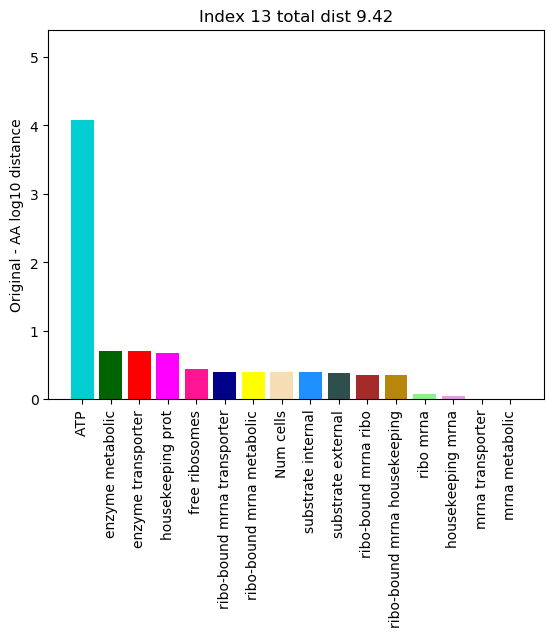 Index 13 total dist 9.42
Original - AA log10 distance
5
4
3
2
1
0
ATP
enzyme metabolic
enzyme transporter
housekeeping prot
free ribosomes
ribo-bound mrna transporter
ribo-bound mrna metabolic
Num cells
substrate internal
substrate external
ribo-bound mrna ribo
ribo-bound mrna housekeeping
ribo mrna
housekeeping mrna
mrna transporter
mrna metabolic